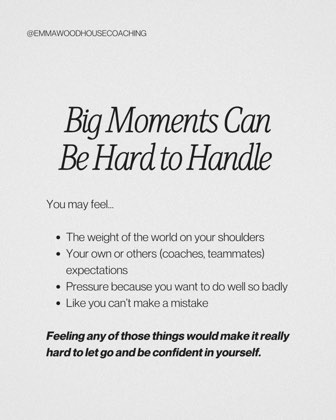 @EMMAWOODHOUSECOACHING
Big Moments Can
Be Hard to Handle
You may feel...
• The weight of the world on your shoulders
• Your own or others (coaches, teammates)
expectations
• Pressure because you want to do well so badly
• Like you can't make a mistake
Feeling any of those things would make it really
hard to let go and be confident in yourself.